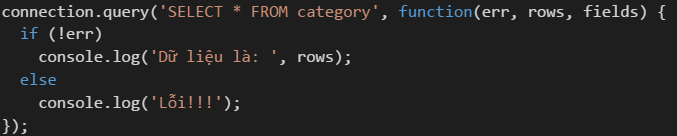 connection.query('SELECT * FROM category', function(err, rows, fields) {
  if (!err)
    console.log('Dữ liệu là: ', rows);
  else
    console.log('Lỗi!!!');
});